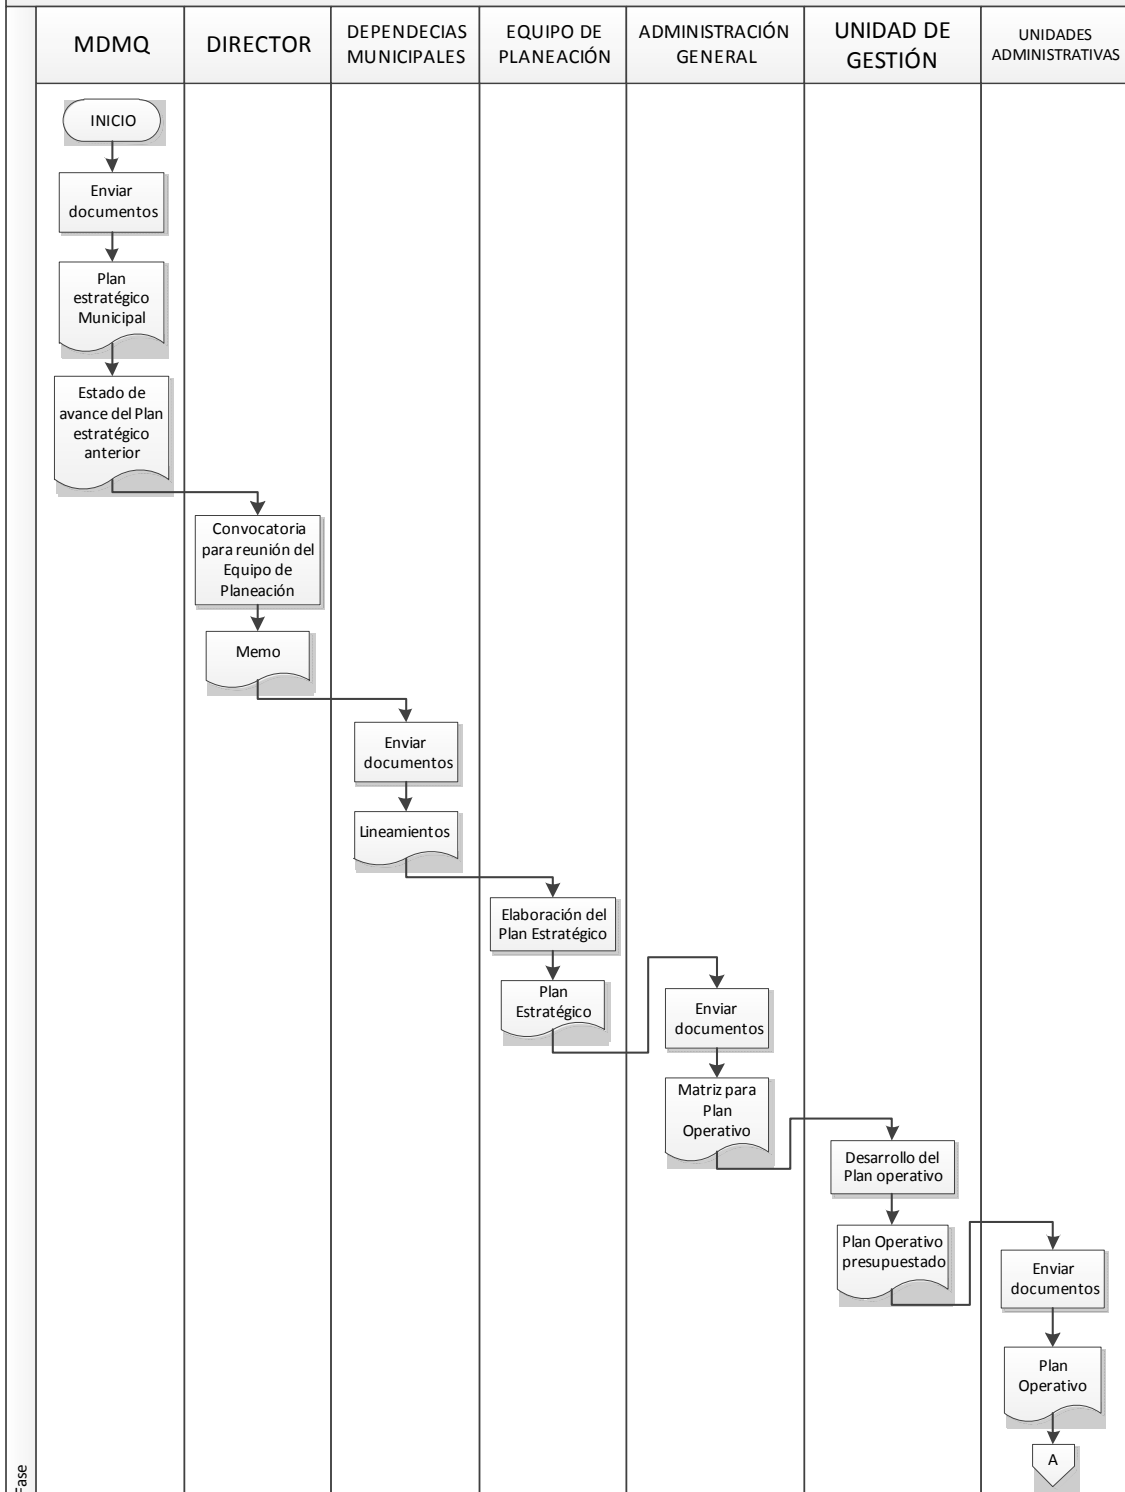 MDMQ
DIRECTOR
DEPENDECIAS
MUNICIPALES
EQUIPO DE
PLANEACIÓN
ADMINISTRACIÓN
GENERAL
UNIDAD DE
GESTIÓN
UNIDADES
ADMINISTRATIVAS
INICIO
Enviar
documentos
Plan
estratégico
Municipal
Estado de
avance del Plan
estratégico
anterior
Convocatoria
para reunión del
Equipo de
Planeación
Memo
Enviar
documentos
Lineamientos
Elaboración del
Plan Estratégico
Plan
Estratégico
Enviar
documentos
Matriz para
Plan
Operativo
Desarrollo del
Plan operativo
Plan Operativo
presupuestado
Enviar
documentos
Plan
Operativo
A
Fase